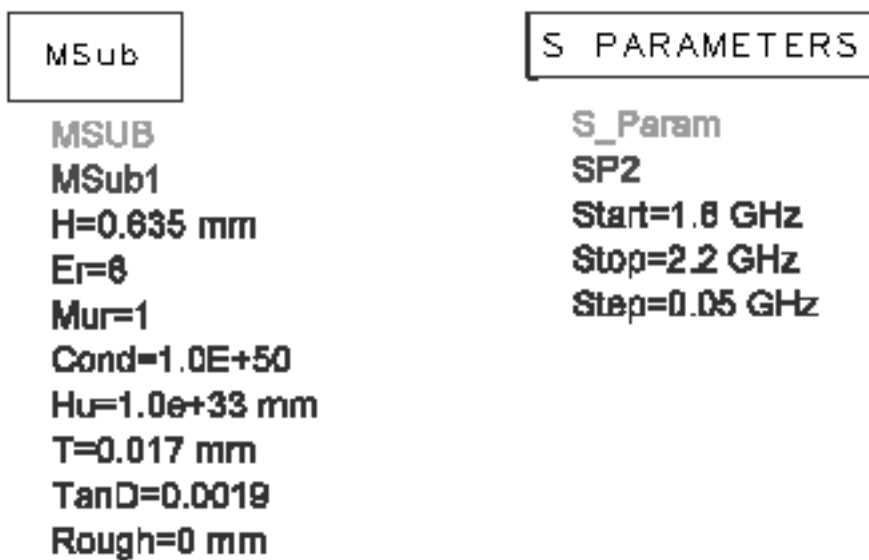 MSub
MSUB
MSub1
H=0.635 mm
Er=6
Mur=1
Cond=1.0E+50
Hu=1.0e+33 mm
T=0.017 mm
TanD=0.0019
Rough=0 mm
S PARAMETERS
S_Param
SP2
Start=1.6 GHz
Stop=2.2 GHz
Step=0.05 GHz